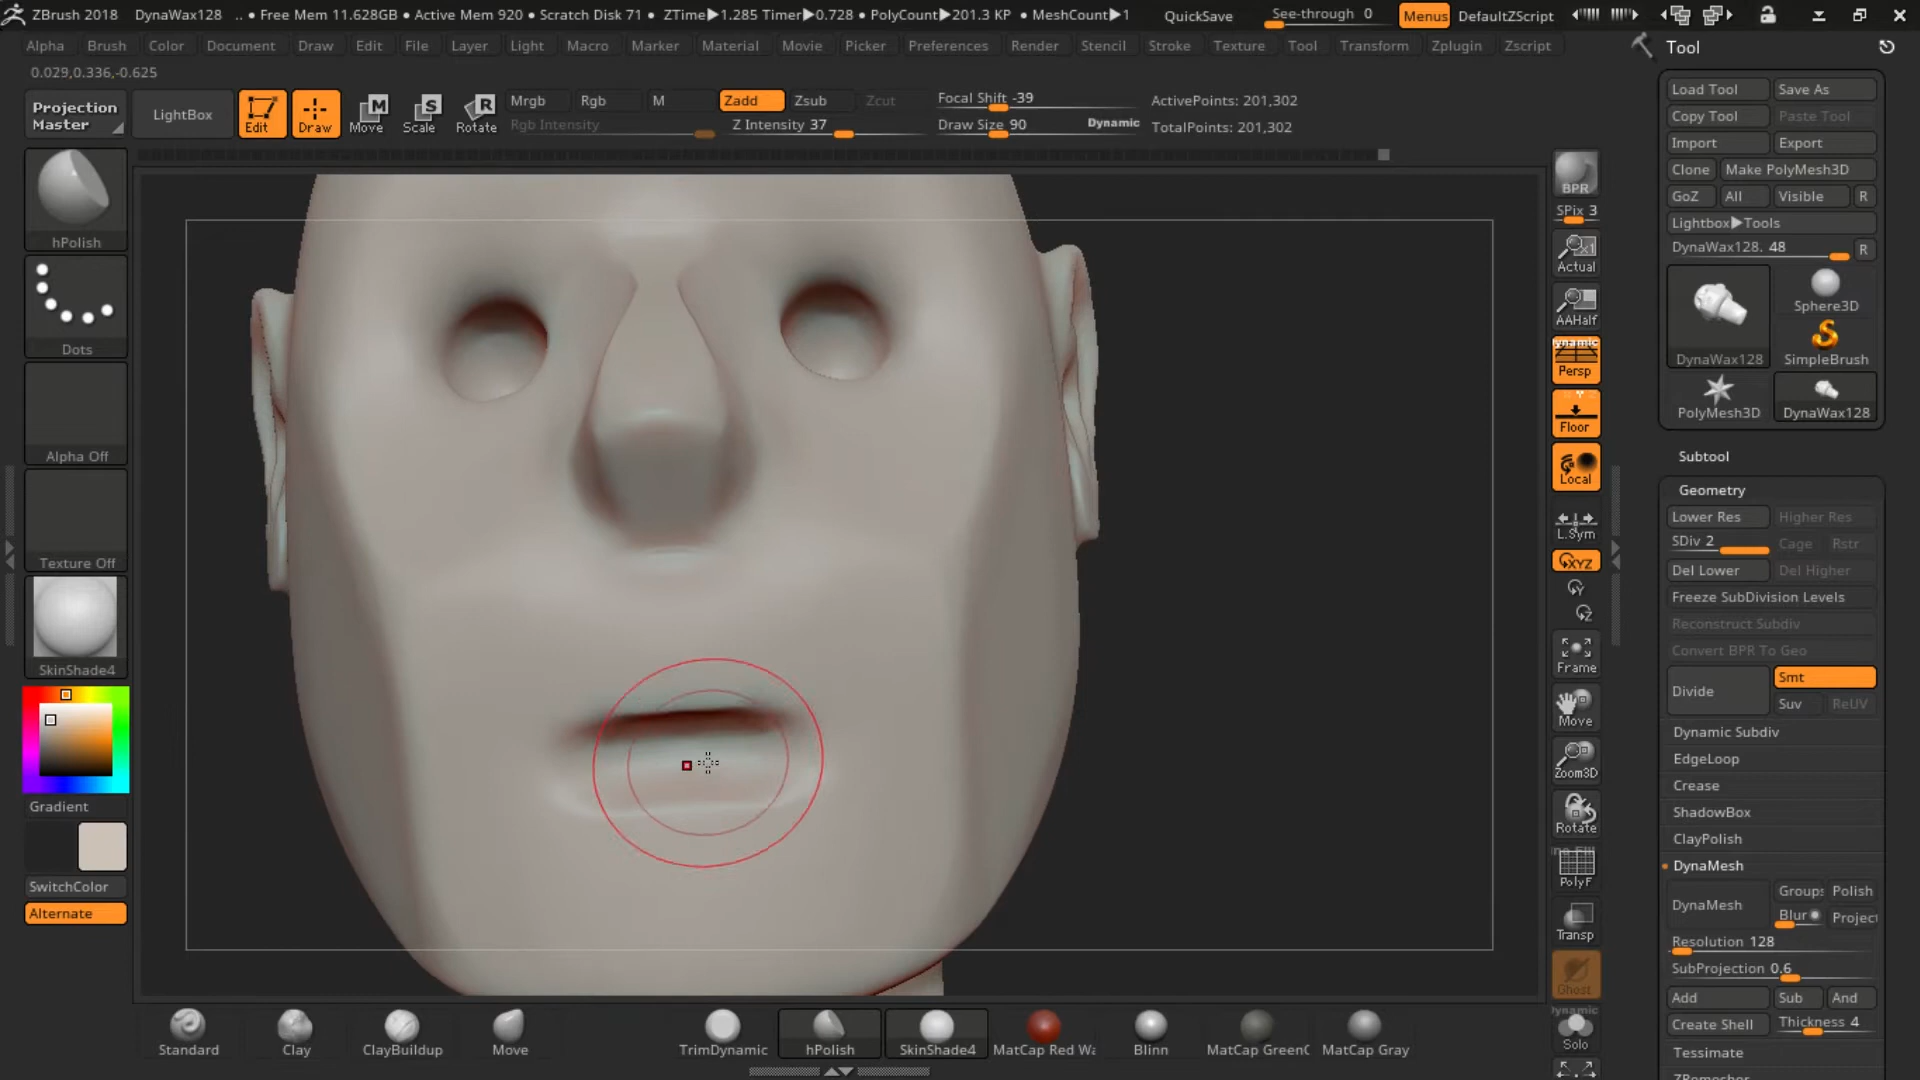 ZBrush 2018 DynaWax128 .. • Free Mem 11.628GB • Active Mem 920 • Scratch Disk 71 • ZTime▶1.285 Timer▶0.728 • PolyCount▶201.3 KP • MeshCount▶1 QuickSave See-through 0 Menus DefaultZScript
Alpha Brush Color Document Draw Edit File Layer Light Macro Marker Material Movie Picker Preferences Render Stencil Stroke Texture Tool Transform Zplugin Zscript
Tool
0.029,0.336,-0.625
Projection Master
LightBox
Edit
Draw
Move
Scale
Rotate
Mrgb Rgb M Zadd Zsub Zcut
Rgb Intensity
Z Intensity 37
Focal Shift -39
Draw Size 90
Dynamic
ActivePoints: 201,302
TotalPoints: 201,302
hPolish
Dots
Alpha Off
Texture Off
SkinShade4
Gradient
SwitchColor
Alternate
BPR
SPix 3
Actual
AAHalf
Persp
Floor
Local
L.Sym
XYZ
Y
Z
Frame
Move
Zoom3D
Rotate
PolyF
Transp
Ghost
Dynamic
Solo
Load Tool Save As
Copy Tool Paste Tool
Import Export
Clone Make PolyMesh3D
GoZ All Visible R
Lightbox▶Tools
DynaWax128. 48 R
DynaWax128
Sphere3D
SimpleBrush
PolyMesh3D
DynaWax128
Subtool
Geometry
Lower Res Higher Res
SDiv 2 Cage Rstr
Del Lower Del Higher
Freeze SubDivision Levels
Reconstruct Subdiv
Convert BPR To Geo
Divide Smt
Suv ReUV
Dynamic Subdiv
EdgeLoop
Crease
ShadowBox
ClayPolish
DynaMesh
DynaMesh Groups Polish
Blur Project
Resolution 128
SubProjection 0.6
Add Sub And
Create Shell Thickness 4
Tessimate
Standard
Clay
ClayBuildup
Move
TrimDynamic
hPolish
SkinShade4
MatCap Red Wa
Blinn
MatCap GreenC
MatCap Gray